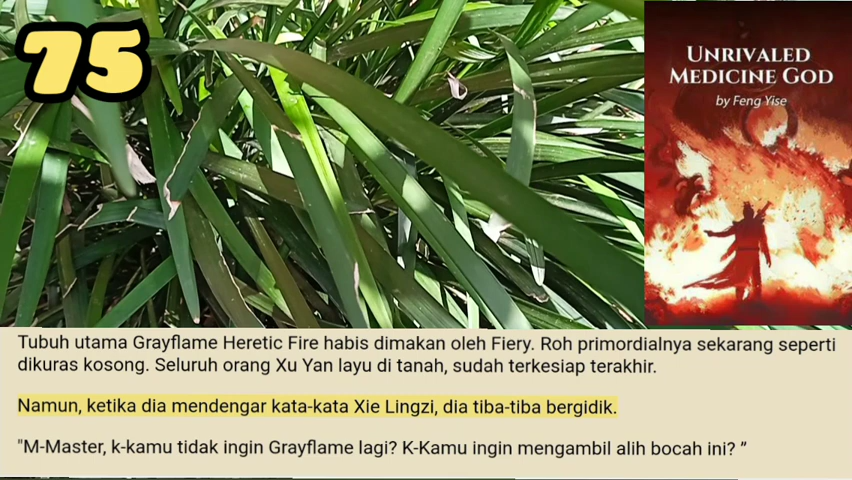 75
UNRIVALED
MEDICINE GOD
by Feng Yise
Tubuh utama Grayflame Heretic Fire habis dimakan oleh Fiery. Roh primordialnya sekarang seperti
dikuras kosong. Seluruh orang Xu Yan layu di tanah, sudah terkesiap terakhir.
Namun, ketika dia mendengar kata-kata Xie Lingzi, dia tiba-tiba bergidik.
"M-Master, k-kamu tidak ingin Grayflame lagi? K-Kamu ingin mengambil alih bocah ini? ”